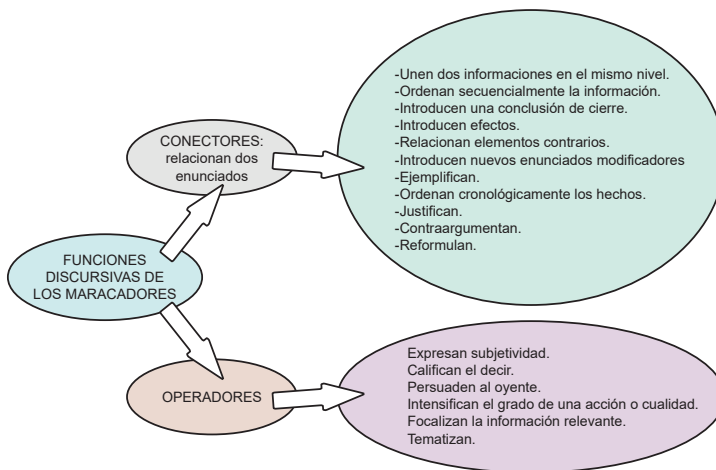 FUNCIONES
DISCURSIVAS DE
LOS MARACADORES
CONECTORES:
relacionan dos
enunciados
-Unen dos informaciones en el mismo nivel.
-Ordenan secuencialmente la información.
-Introducen una conclusión de cierre.
-Introducen efectos.
-Relacionan elementos contrarios.
-Introducen nuevos enunciados modificadores
-Ejemplifican.
-Ordenan cronológicamente los hechos.
-Justifican.
-Contraargumentan.
-Reformulan.
OPERADORES
Expresan subjetividad.
Califican el decir.
Persuaden al oyente.
Intensifican el grado de una acción o cualidad.
Focalizan la información relevante.
Tematizan.